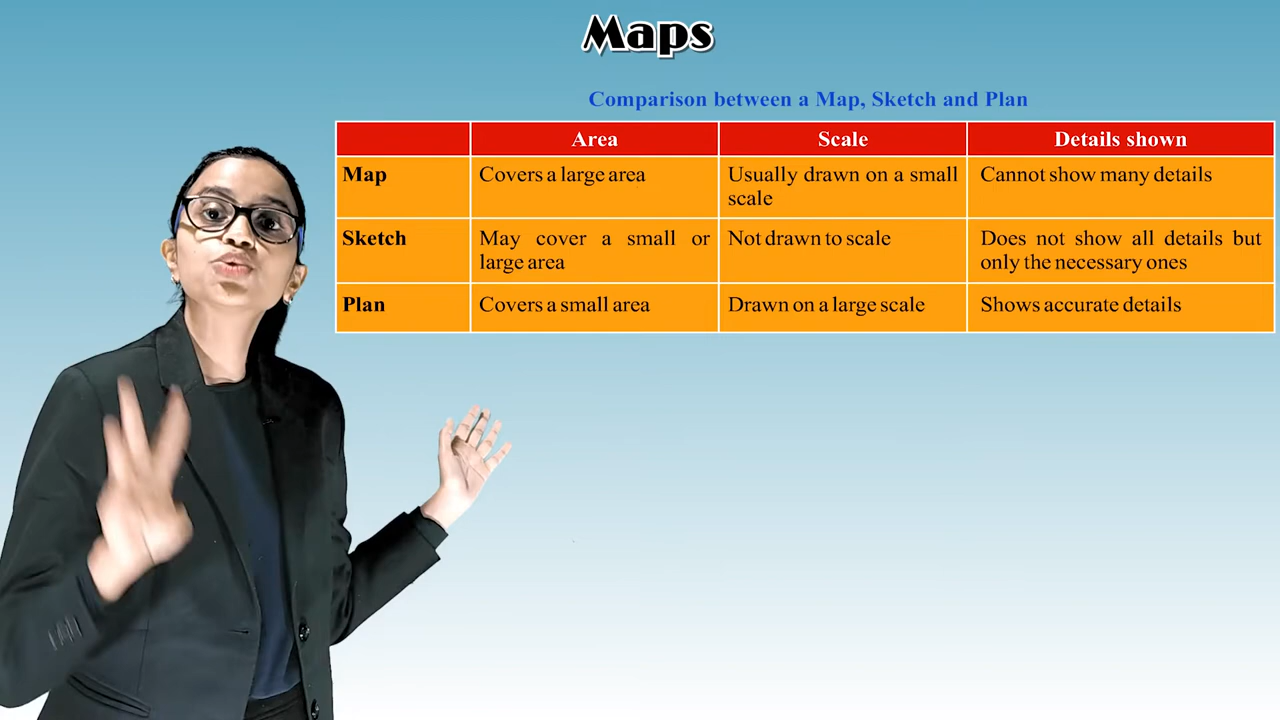 Maps
Comparison between a Map, Sketch and Plan
Area Scale Details shown
Map Covers a large area Usually drawn on a small scale Cannot show many details
Sketch May cover a small or large area Not drawn to scale Does not show all details but only the necessary ones
Plan Covers a small area Drawn on a large scale Shows accurate details